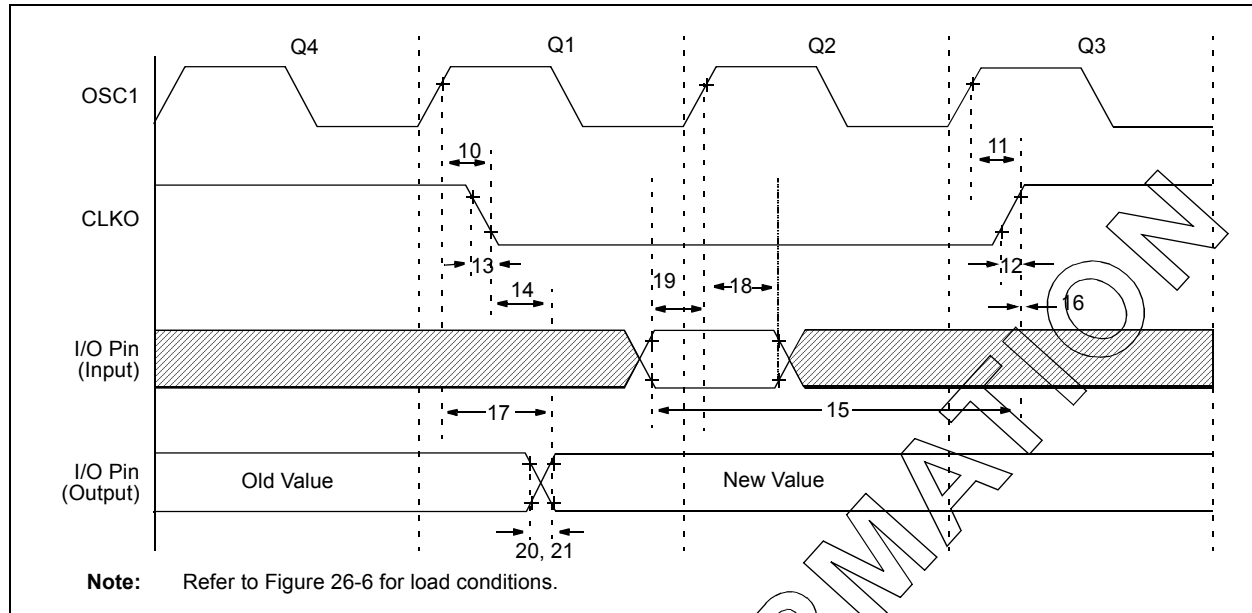 Q4 Q1 Q2 Q3
OSC1
10 11
CLKO
13 12
14 19 18 16
I/O Pin
(Input)
17 15
I/O Pin
(Output)
Old Value New Value
20, 21
Note: Refer to Figure 26-6 for load conditions.
RMATION